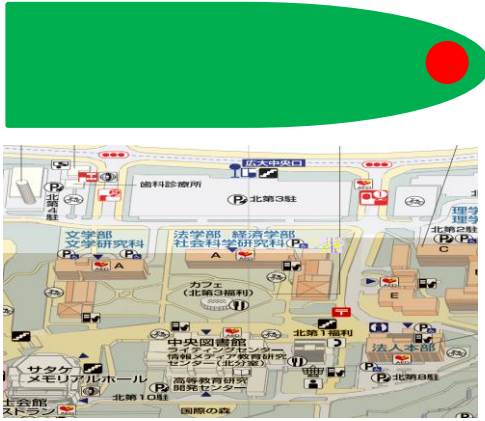 広大中央口
歯科診療所
北第4駐
北第3駐
理学
理学
北第2駐
文学部
文学研究科
法学部 経済学部
社会科学研究科
A
A
C
E
カフェ
(北第3福利)
北第1福利
中央図書館
ライティングセンター
情報メディア教育研究
センター(北分室)
法人本部
サタケ
メモリアルホール
高等教育研究
開発センター
北第8駐
北第10駐
士会館
ストラン
国際の森